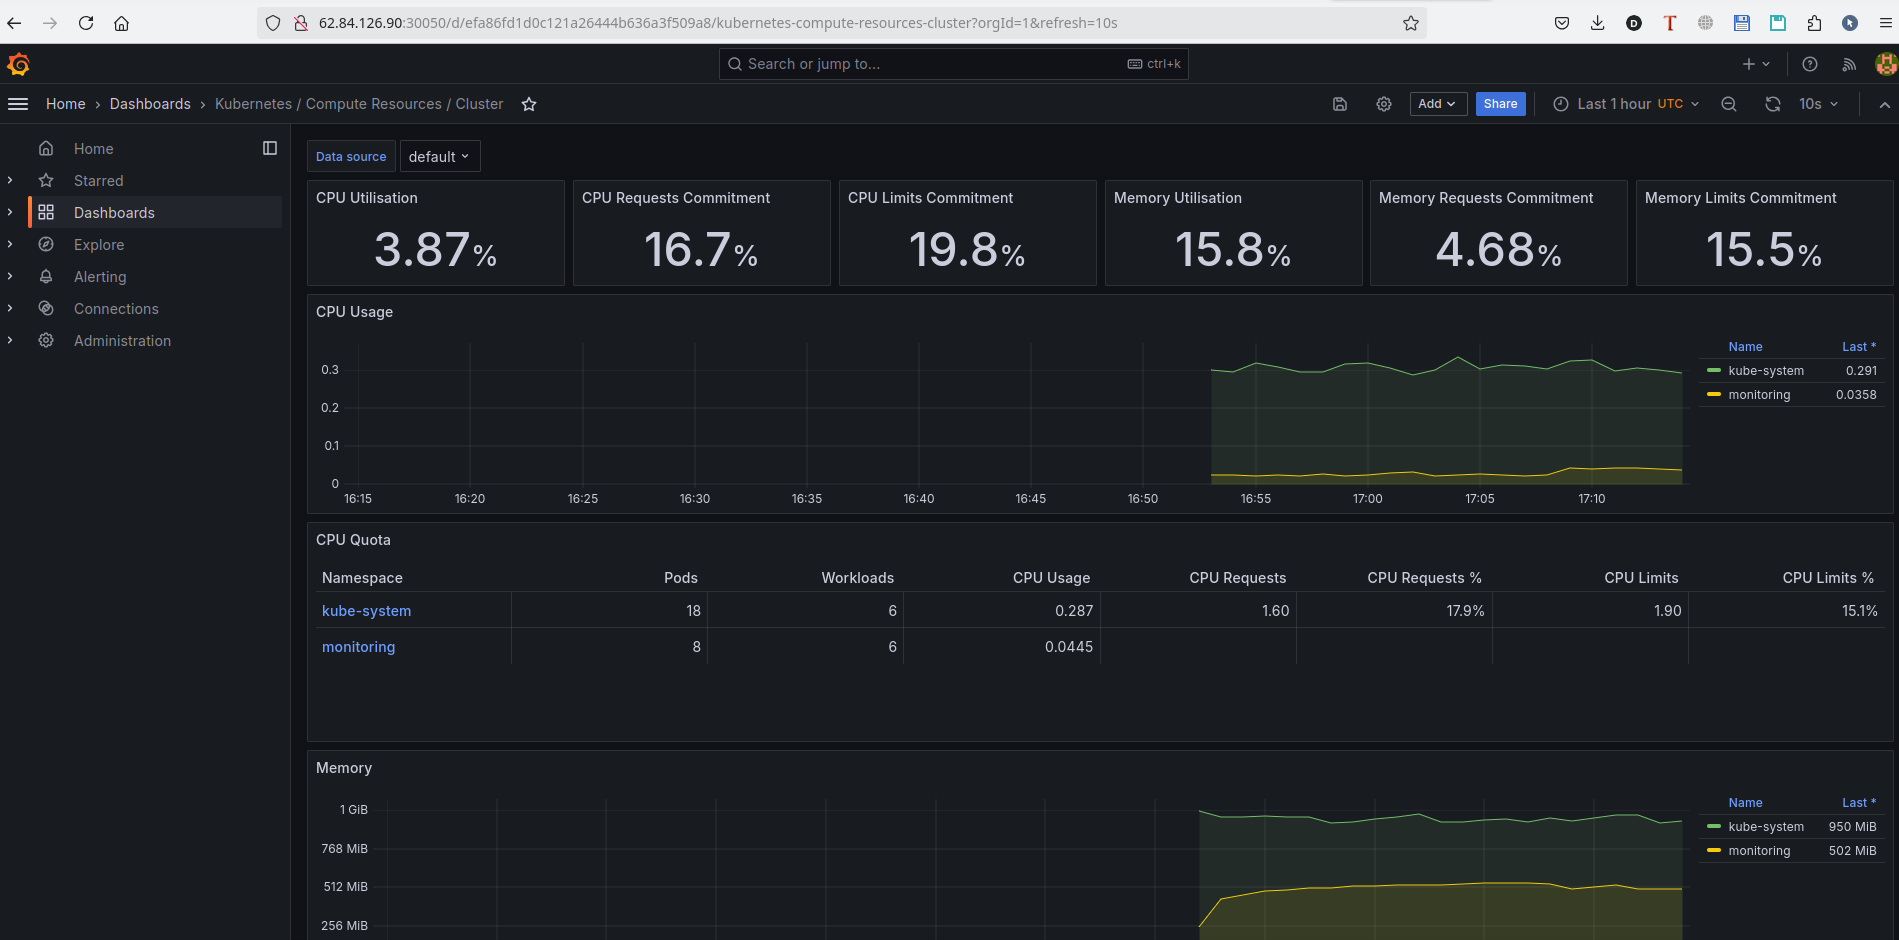 62.84.126.90:30050/d/efa86fd1d0c121a26444b636a3f509a8/kubernetes-compute-resources-cluster?orgId=1&refresh=10s
Search or jump to... ctrl+k
Home › Dashboards › Kubernetes / Compute Resources / Cluster
Add Share Last 1 hour UTC 10s
Home
Starred
Dashboards
Explore
Alerting
Connections
Administration
Data source default
CPU Utilisation
3.87%
CPU Requests Commitment
16.7%
CPU Limits Commitment
19.8%
Memory Utilisation
15.8%
Memory Requests Commitment
4.68%
Memory Limits Commitment
15.5%
CPU Usage
0.3
0.2
0.1
0
16:15 16:20 16:25 16:30 16:35 16:40 16:45 16:50 16:55 17:00 17:05 17:10
Name Last *
kube-system 0.291
monitoring 0.0358
CPU Quota
Namespace Pods Workloads CPU Usage CPU Requests CPU Requests % CPU Limits CPU Limits %
kube-system 18 6 0.287 1.60 17.9% 1.90 15.1%
monitoring 8 6 0.0445
Memory
1 GiB
768 MiB
512 MiB
256 MiB
Name Last *
kube-system 950 MiB
monitoring 502 MiB